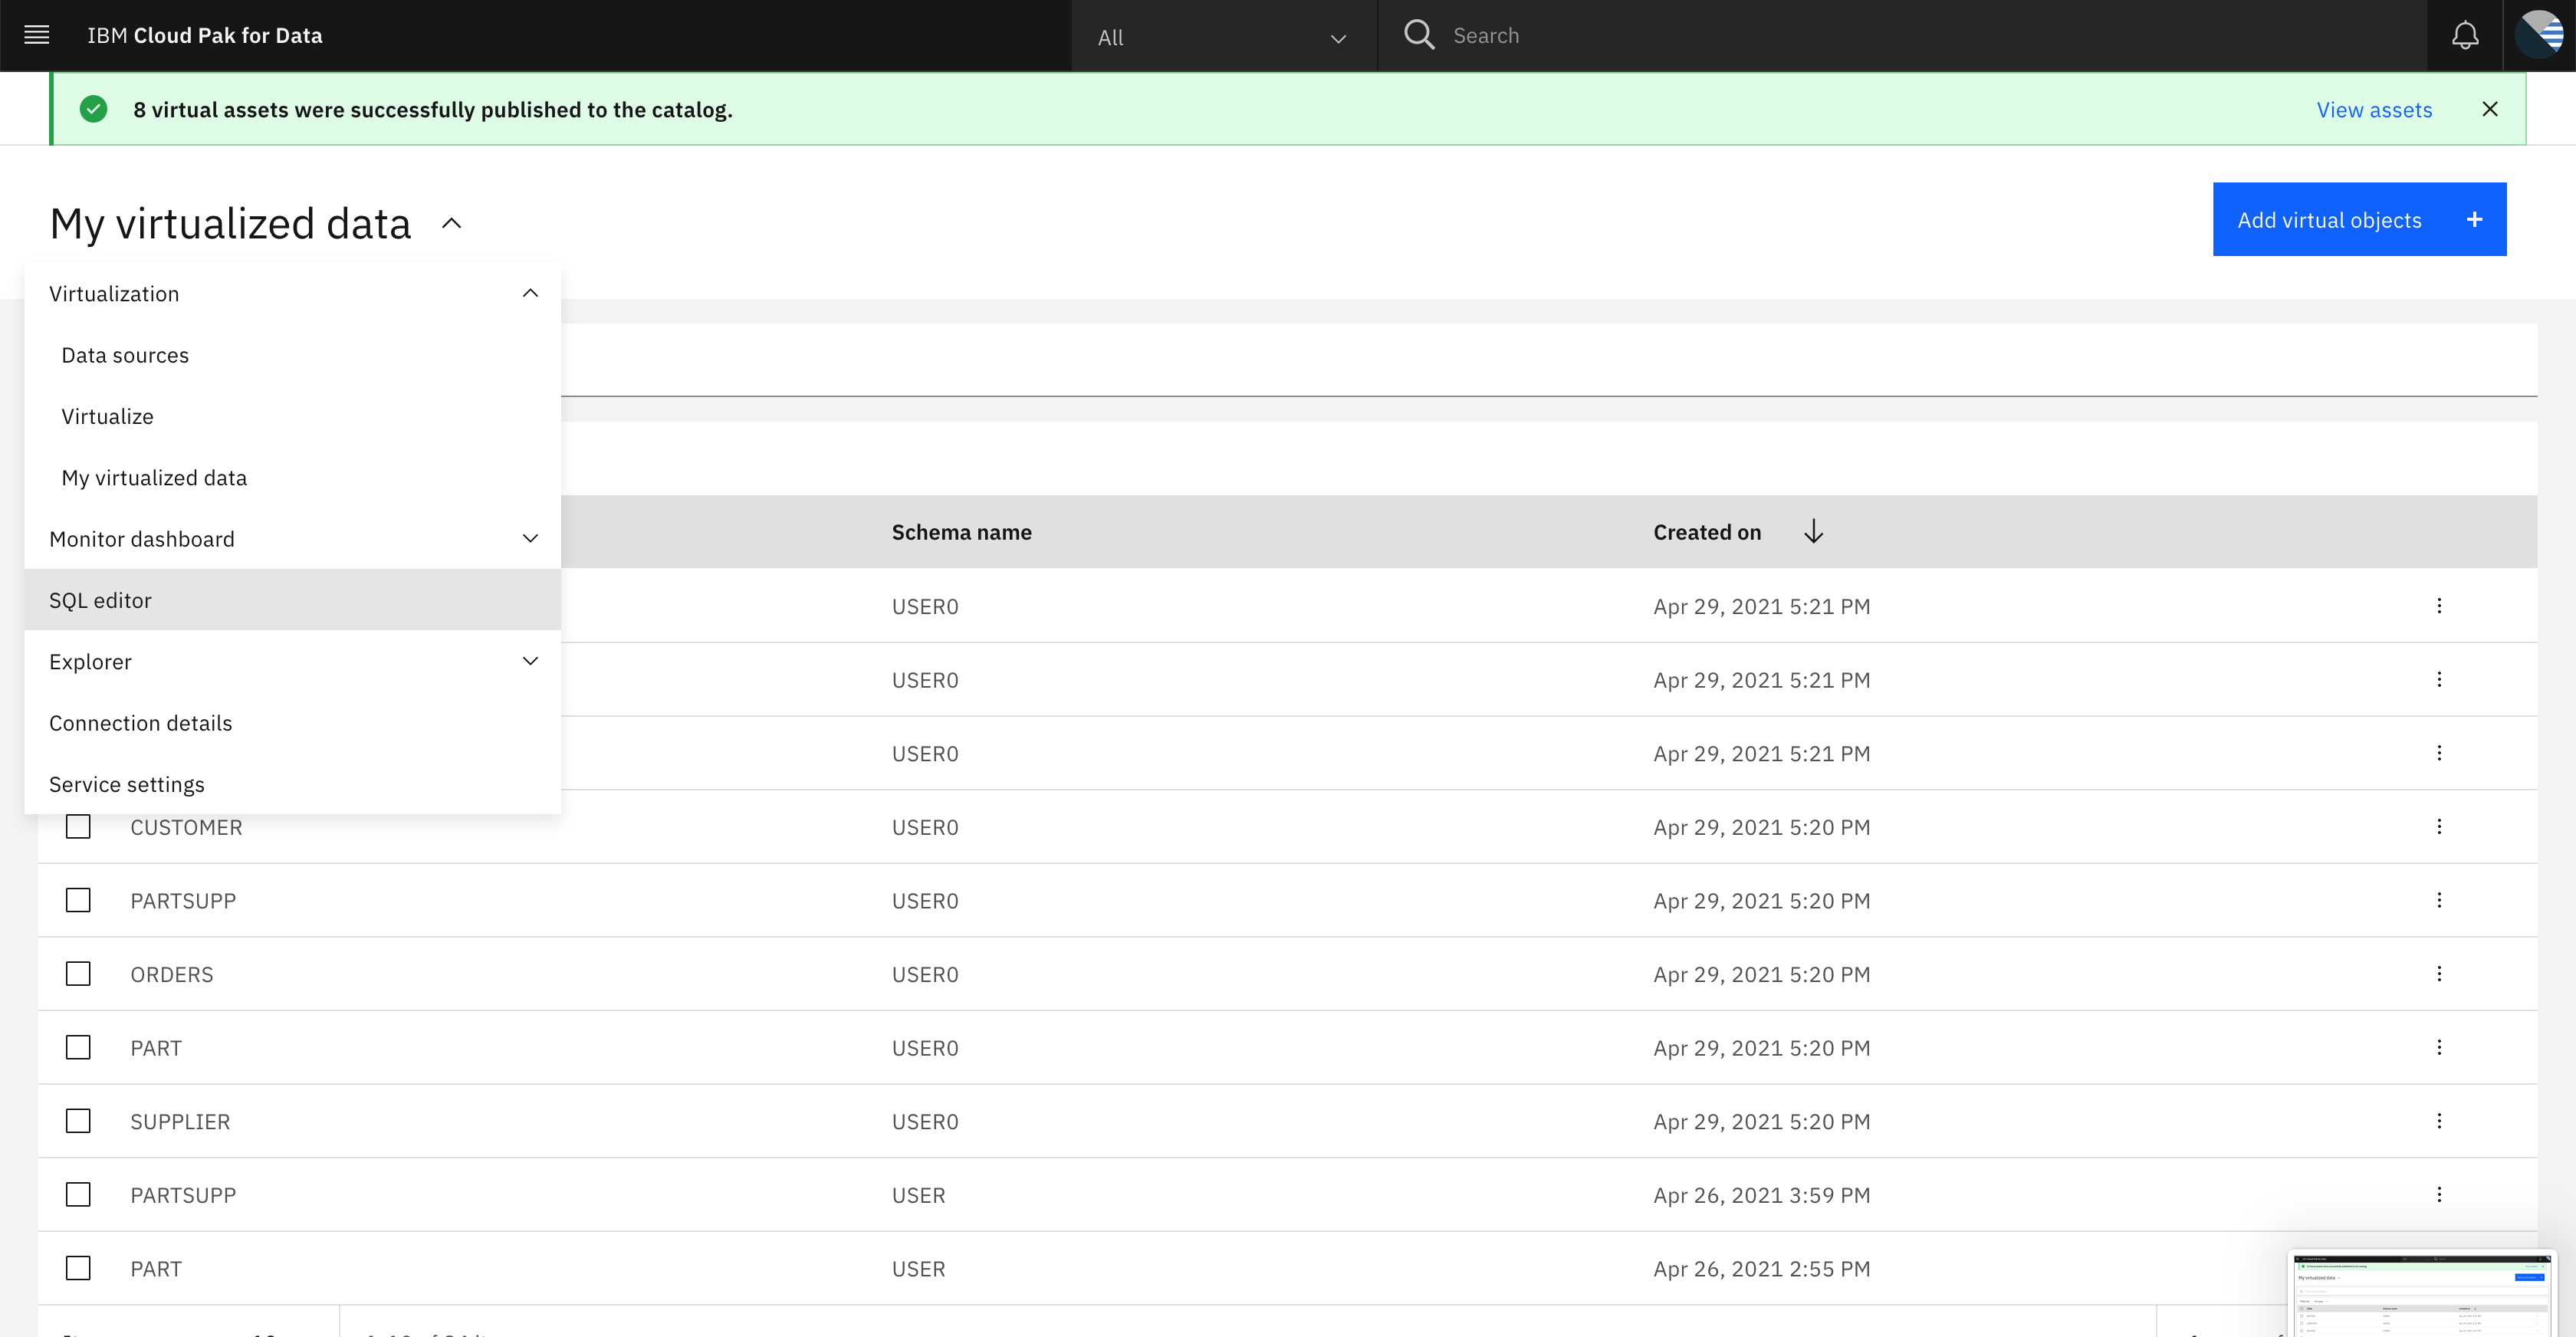 IBM Cloud Pak for Data
All
Search
8 virtual assets were successfully published to the catalog.
View assets
My virtualized data
Add virtual objects
Virtualization
Data sources
Virtualize
My virtualized data
Monitor dashboard
SQL editor
Explorer
Connection details
Service settings
Schema name Created on
USER0 Apr 29, 2021 5:21 PM
USER0 Apr 29, 2021 5:21 PM
USER0 Apr 29, 2021 5:21 PM
CUSTOMER USER0 Apr 29, 2021 5:20 PM
PARTSUPP USER0 Apr 29, 2021 5:20 PM
ORDERS USER0 Apr 29, 2021 5:20 PM
PART USER0 Apr 29, 2021 5:20 PM
SUPPLIER USER0 Apr 29, 2021 5:20 PM
PARTSUPP USER Apr 26, 2021 3:59 PM
PART USER Apr 26, 2021 2:55 PM
My virtualized data